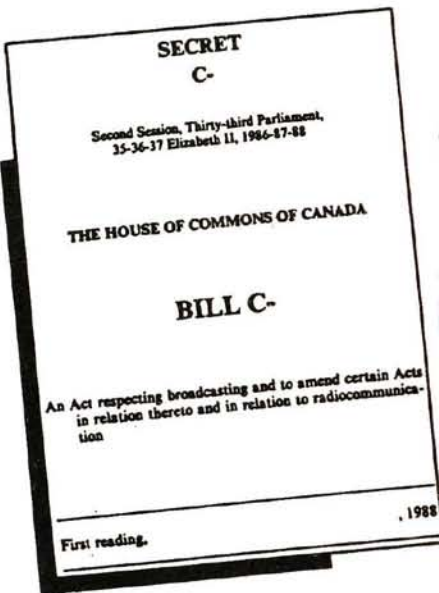 SECRET
C-
Second Session, Thirty-third Parliament,
35-36-37 Elizabeth II, 1986-87-88
THE HOUSE OF COMMONS OF CANADA
BILL C-
An Act respecting broadcasting and to amend certain Acts
in relation thereto and in relation to radiocommunica-
tion
First reading, , 1988